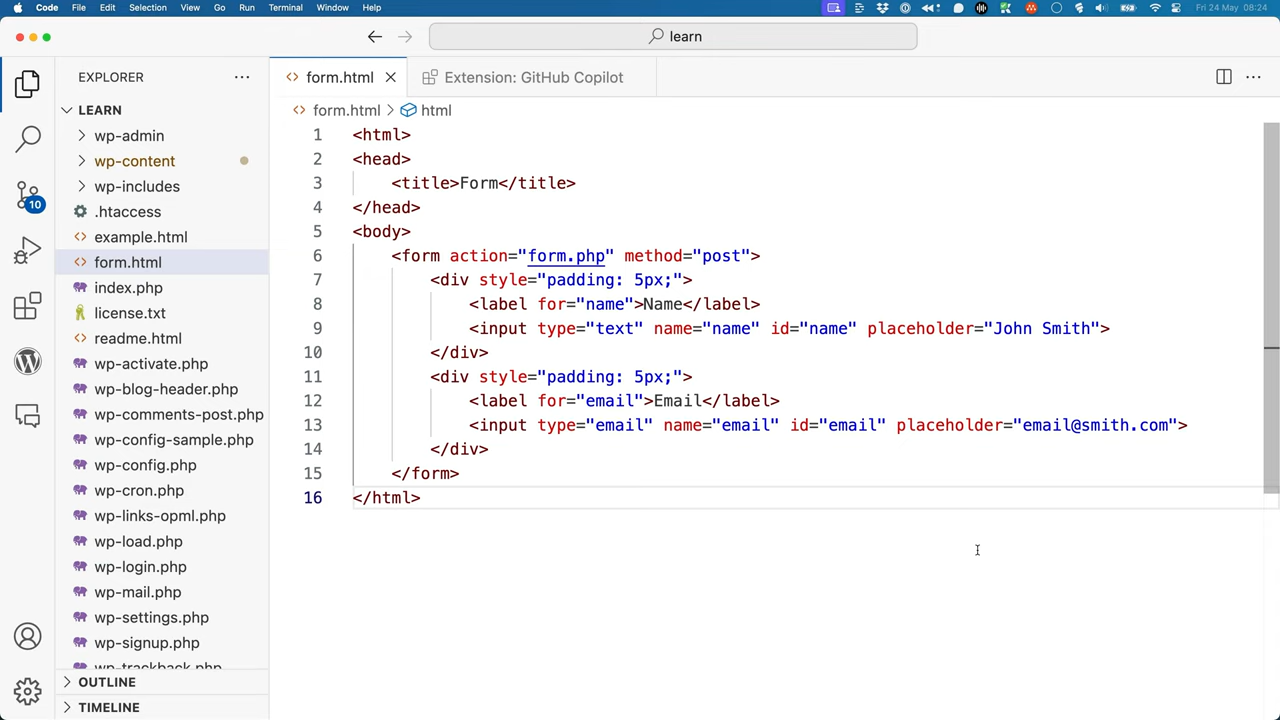 Code File Edit Selection View Go Run Terminal Window Help Fri 24 May 08:24
learn
EXPLORER
LEARN
wp-admin
wp-content
wp-includes
.htaccess
example.html
form.html
index.php
license.txt
readme.html
wp-activate.php
wp-blog-header.php
wp-comments-post.php
wp-config-sample.php
wp-config.php
wp-cron.php
wp-links-opml.php
wp-load.php
wp-login.php
wp-mail.php
wp-settings.php
wp-signup.php
wp-trackback.php
OUTLINE
TIMELINE
10
form.html Extension: GitHub Copilot
form.html > html
1 <html>
2 <head>
3 <title>Form</title>
4 </head>
5 <body>
6 <form action="form.php" method="post">
7 <div style="padding: 5px;">
8 <label for="name">Name</label>
9 <input type="text" name="name" id="name" placeholder="John Smith">
10 </div>
11 <div style="padding: 5px;">
12 <label for="email">Email</label>
13 <input type="email" name="email" id="email" placeholder="email@smith.com">
14 </div>
15 </form>
16 </html>